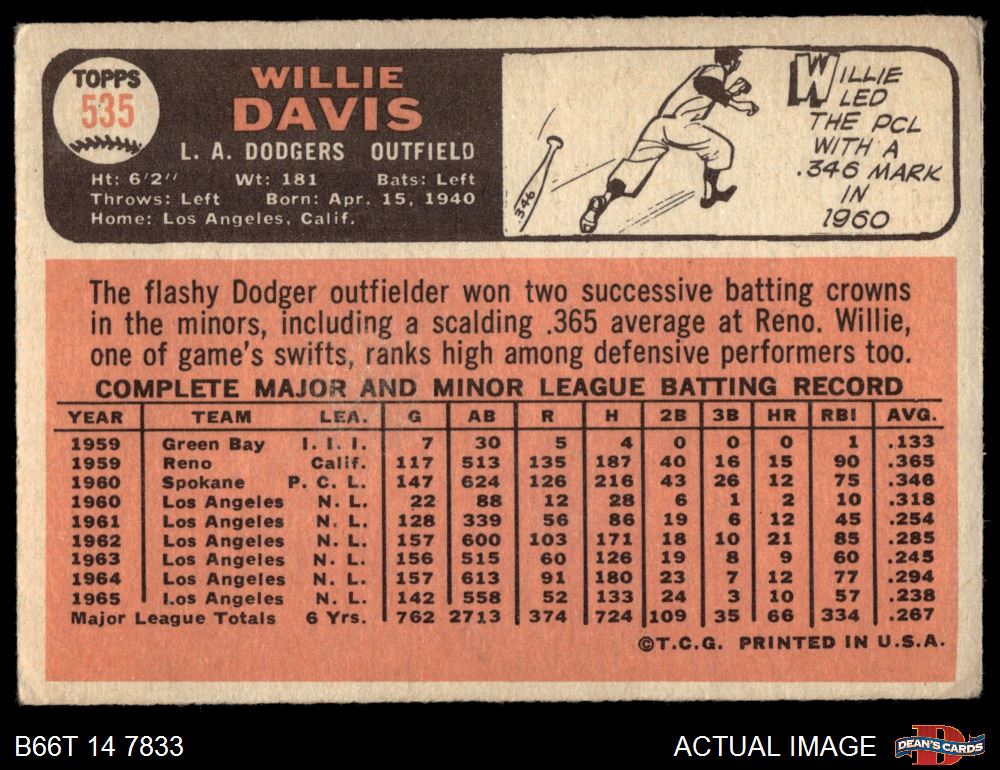 TOPPS
535
WILLIE
DAVIS
L. A. DODGERS OUTFIELD
Ht: 6'2" Wt: 181 Bats: Left
Throws: Left Born: Apr. 15, 1940
Home: Los Angeles, Calif.
.346
WILLIE
LED
THE PCL
WITH A
.346 MARK
IN
1960
The flashy Dodger outfielder won two successive batting crowns
in the minors, including a scalding .365 average at Reno. Willie,
one of game's swifts, ranks high among defensive performers too.
COMPLETE MAJOR AND MINOR LEAGUE BATTING RECORD
YEAR TEAM LEA. G AB R H 2B 3B HR RBI AVG.
1959 Green Bay I. I. I. 7 30 5 4 0 0 0 1 .133
1959 Reno Calif. 117 513 135 187 40 16 15 90 .365
1960 Spokane P. C. L. 147 624 126 216 43 26 12 75 .346
1960 Los Angeles N. L. 22 88 12 28 6 1 2 10 .318
1961 Los Angeles N. L. 128 339 56 86 19 6 12 45 .254
1962 Los Angeles N. L. 157 600 103 171 18 10 21 85 .285
1963 Los Angeles N. L. 156 515 60 126 19 8 9 60 .245
1964 Los Angeles N. L. 157 613 91 180 23 7 12 77 .294
1965 Los Angeles N. L. 142 558 52 133 24 3 10 57 .238
Major League Totals 6 Yrs. 762 2713 374 724 109 35 66 334 .267
©T.C.G. PRINTED IN U.S.A.
B66T 14 7833
ACTUAL IMAGE
D
DEAN'S CARDS